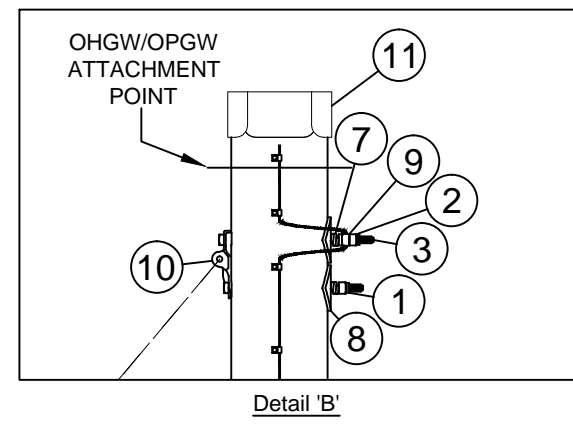 OHGW/OPGW
ATTACHMENT
POINT
11
7
9
2
3
10
1
8
Detail 'B'